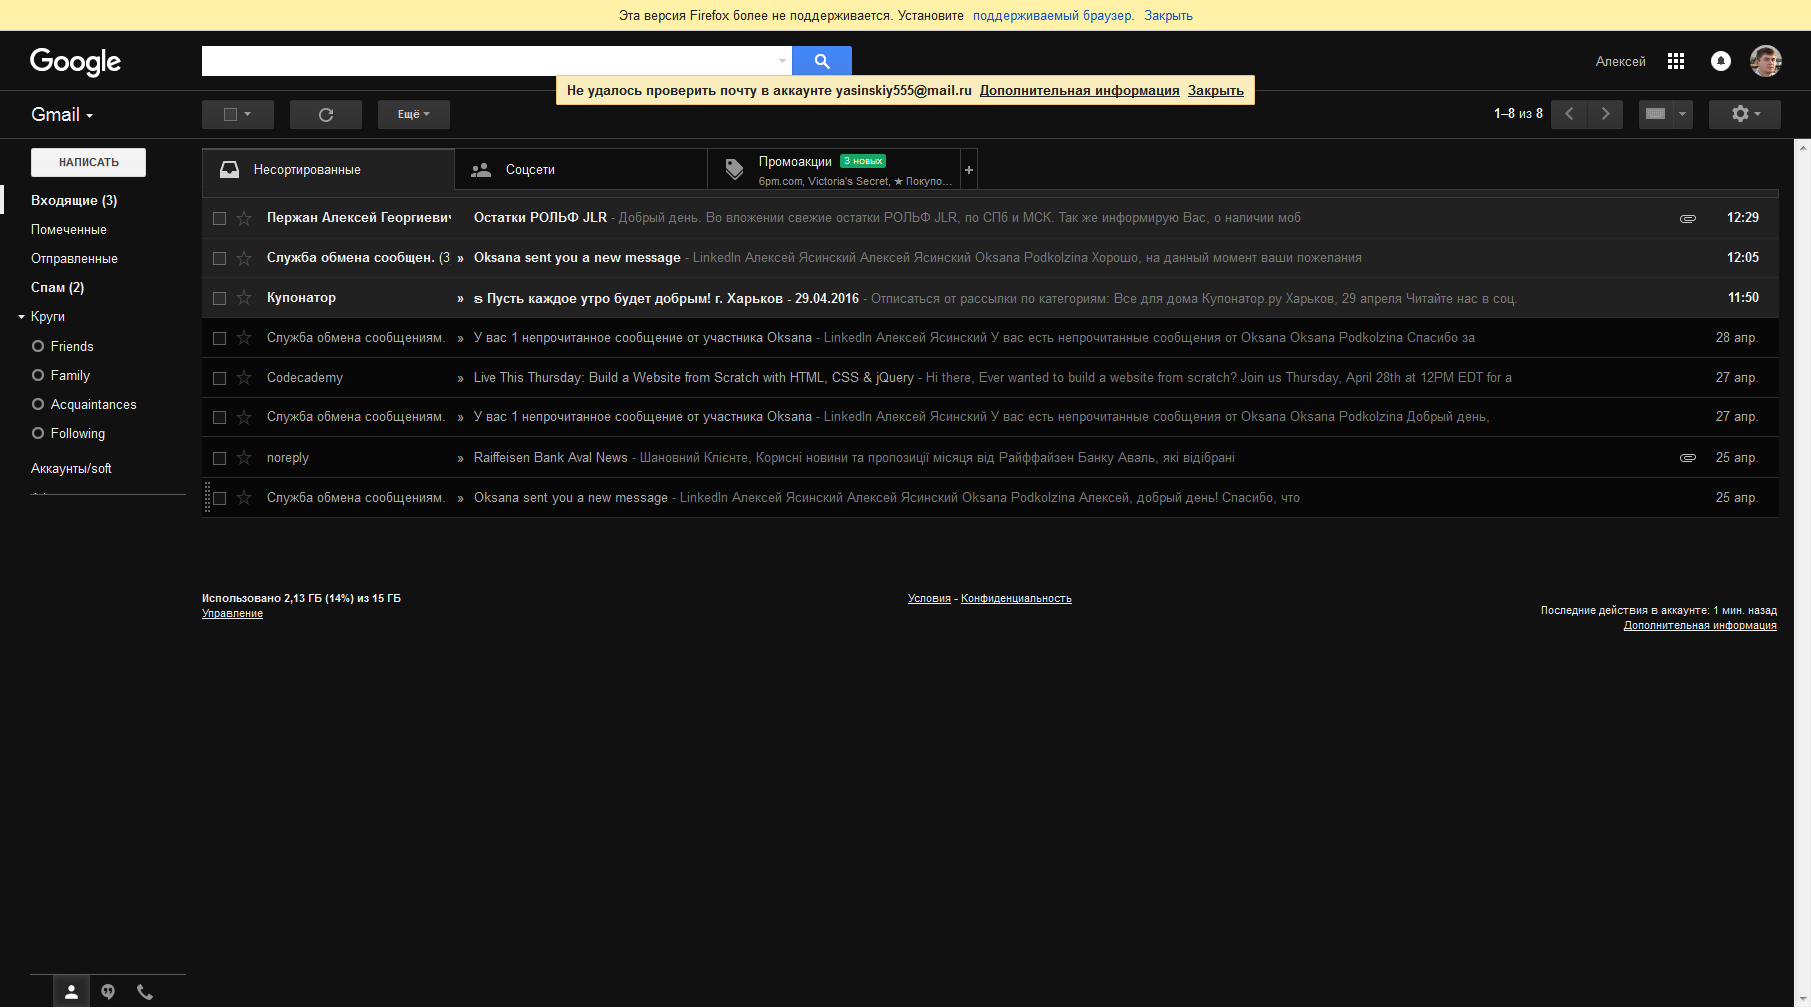 Эта версия Firefox более не поддерживается. Установите поддерживаемый браузер. Закрыть
Google
Алексей
Не удалось проверить почту в аккаунте yasinskiy555@mail.ru Дополнительная информация Закрыть
Gmail
Ещё
1–8 из 8
НАПИСАТЬ
Входящие (3)
Помеченные
Отправленные
Спам (2)
Круги
Friends
Family
Acquaintances
Following
Аккаунты/soft
Несортированные
Соцсети
Промоакции 3 новых
6pm.com, Victoria's Secret, ★ Покупо...
+
Пержан Алексей Георгиевич Остатки РОЛЬФ JLR - Добрый день. Во вложении свежие остатки РОЛЬФ JLR, по СПб и МСК. Так же информирую Вас, о наличии моб 12:29
Служба обмена сообщен. (3 » Oksana sent you a new message - LinkedIn Алексей Ясинский Алексей Ясинский Oksana Podkolzina Хорошо, на данный момент ваши пожелания 12:05
Купонатор » s Пусть каждое утро будет добрым! г. Харьков - 29.04.2016 - Отписаться от рассылки по категориям: Все для дома Купонатор.ру Харьков, 29 апреля Читайте нас в соц. 11:50
Служба обмена сообщениям. » У вас 1 непрочитанное сообщение от участника Oksana - LinkedIn Алексей Ясинский У вас есть непрочитанные сообщения от Oksana Oksana Podkolzina Спасибо за 28 апр.
Codecademy » Live This Thursday: Build a Website from Scratch with HTML, CSS & jQuery - Hi there, Ever wanted to build a website from scratch? Join us Thursday, April 28th at 12PM EDT for a 27 апр.
Служба обмена сообщениям. » У вас 1 непрочитанное сообщение от участника Oksana - LinkedIn Алексей Ясинский У вас есть непрочитанные сообщения от Oksana Oksana Podkolzina Добрый день, 27 апр.
noreply » Raiffeisen Bank Aval News - Шановний Клієнте, Корисні новини та пропозиції місяця від Райффайзен Банку Аваль, які відібрані 25 апр.
Служба обмена сообщениям. » Oksana sent you a new message - LinkedIn Алексей Ясинский Алексей Ясинский Oksana Podkolzina Алексей, добрый день! Спасибо, что 25 апр.
Использовано 2,13 ГБ (14%) из 15 ГБ
Управление
Условия - Конфиденциальность
Последние действия в аккаунте: 1 мин. назад
Дополнительная информация